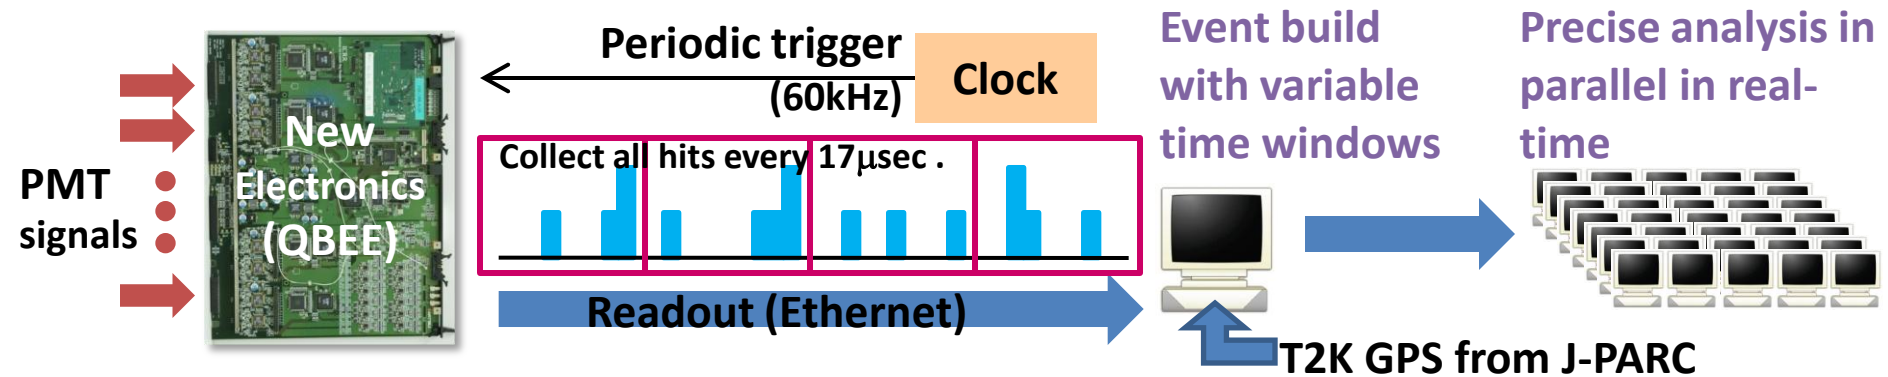 PMT
signals
New
Electronics
(QBEE)
Periodic trigger
(60kHz)
Clock
Collect all hits every 17μsec .
Readout (Ethernet)
Event build
with variable
time windows
T2K GPS from J-PARC
Precise analysis in
parallel in real-
time